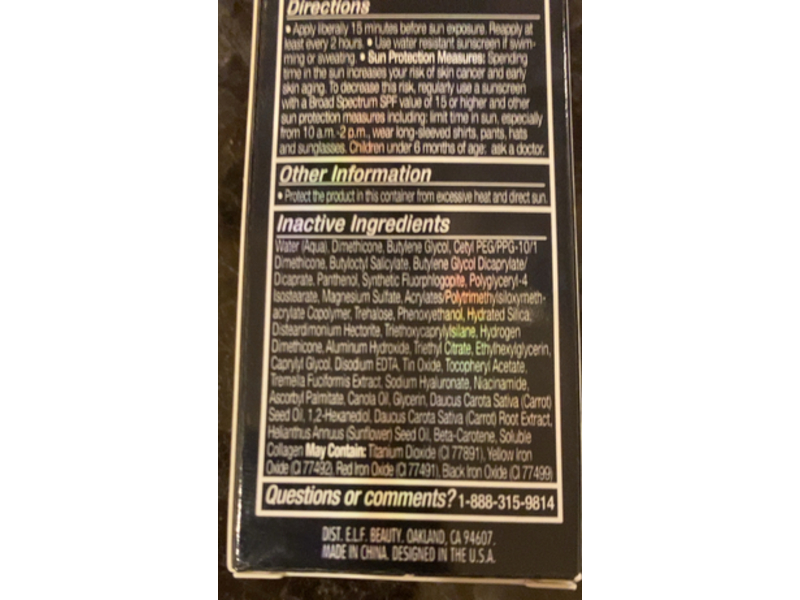 Directions
• Apply liberally 15 minutes before sun exposure. Reapply at
least every 2 hours. • Use water resistant sunscreen if swim-
ming or sweating. • Sun Protection Measures: Spending
time in the sun increases your risk of skin cancer and early
skin aging. To decrease this risk, regularly use a sunscreen
with a Broad Spectrum SPF value of 15 or higher and other
sun protection measures including: limit time in sun, especially
from 10 a.m.-2 p.m., wear long-sleeved shirts, pants, hats
and sunglasses. Children under 6 months of age: ask a doctor.
Other Information
• Protect the product in this container from excessive heat and direct sun.
Inactive Ingredients
Water (Aqua), Dimethicone, Butylene Glycol, Cetyl PEG/PPG-10/1
Dimethicone, Butyloctyl Salicylate, Butylene Glycol Dicaprylate/
Dicaprate, Panthenol, Synthetic Fluorphlogopite, Polyglyceryl-4
Isostearate, Magnesium Sulfate, Acrylates/Polytrimethylsiloxymeth-
acrylate Copolymer, Trehalose, Phenoxyethanol, Hydrated Silica,
Disteardimonium Hectorite, Triethoxycaprylylsilane, Hydrogen
Dimethicone, Aluminum Hydroxide, Triethyl Citrate, Ethylhexylglycerin,
Caprylyl Glycol, Disodium EDTA, Tin Oxide, Tocopheryl Acetate,
Tremella Fuciformis Extract, Sodium Hyaluronate, Niacinamide,
Ascorbyl Palmitate, Canola Oil, Glycerin, Daucus Carota Sativa (Carrot)
Seed Oil, 1,2-Hexanediol, Daucus Carota Sativa (Carrot) Root Extract,
Helianthus Annuus (Sunflower) Seed Oil, Beta-Carotene, Soluble
Collagen May Contain: Titanium Dioxide (CI 77891), Yellow Iron
Oxide (CI 77492), Red Iron Oxide (CI 77491), Black Iron Oxide (CI 77499)
Questions or comments? 1-888-315-9814
DIST. E.L.F. BEAUTY. OAKLAND, CA 94607.
MADE IN CHINA. DESIGNED IN THE U.S.A.